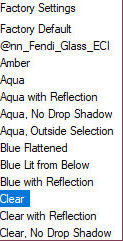 Factory Settings
Factory Default
@nn_Fendi_Glass_ECI
Amber
Aqua
Aqua with Reflection
Aqua, No Drop Shadow
Aqua, Outside Selection
Blue Flattened
Blue Lit from Below
Blue with Reflection
Clear
Clear with Reflection
Clear, No Drop Shadow